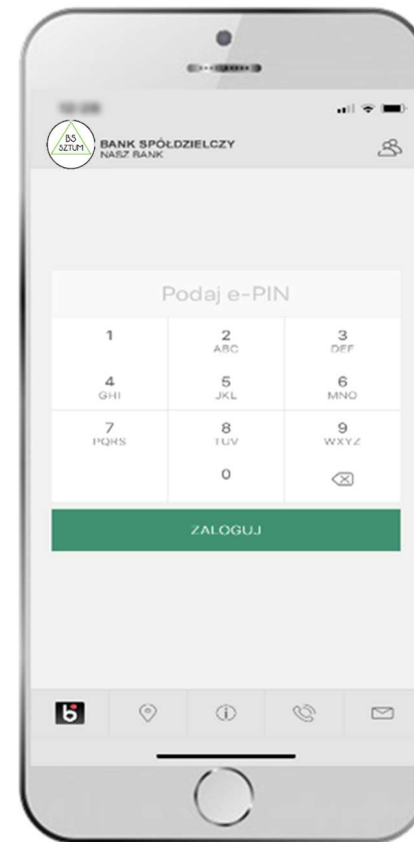 BS
SZTUM
BANK SPÓŁDZIELCZY
NASZ BANK
Podaj e-PIN
1
2
ABC
3
DEF
4
GHI
5
JKL
6
MNO
7
PQRS
8
TUV
9
WXYZ
0
ZALOGUJ
b